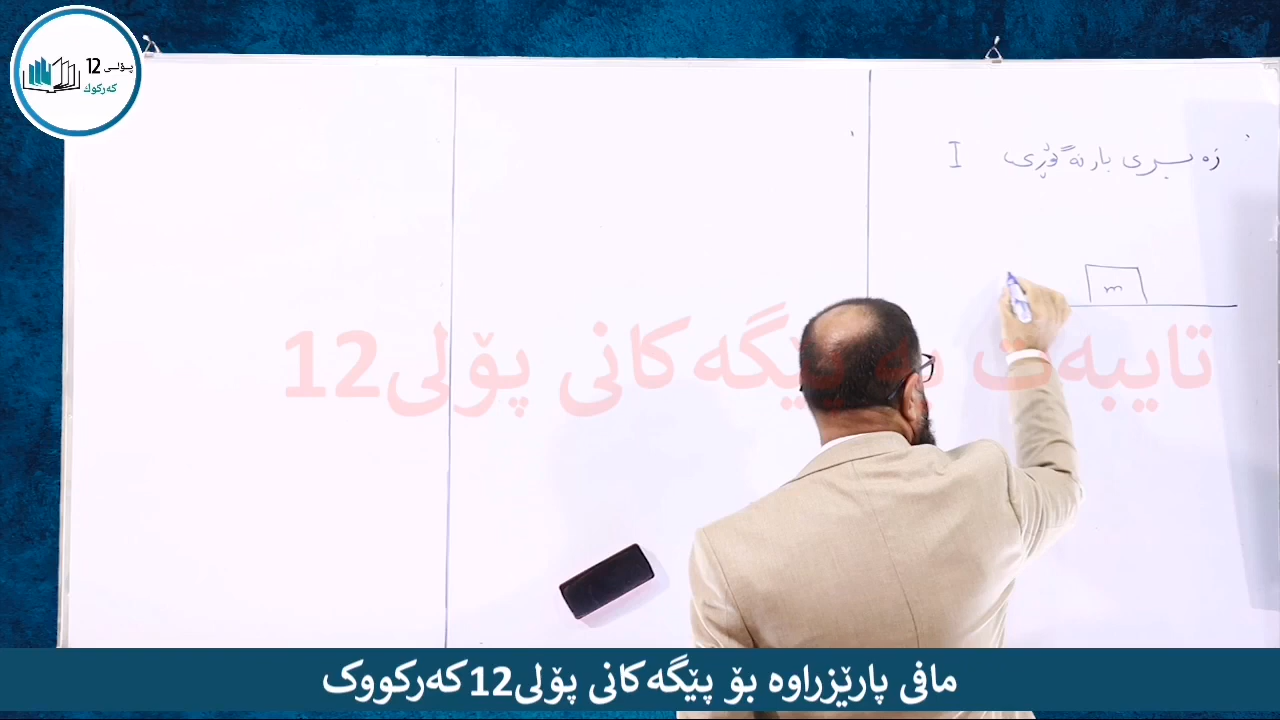 پۆلی 12
کەرکوک
زەبری بارنەگۆڕی I
m
تایبەت بە پێگەکانی پۆلی12
مافی پارێزراوە بۆ پێگەکانی پۆلی12 کەرکووک